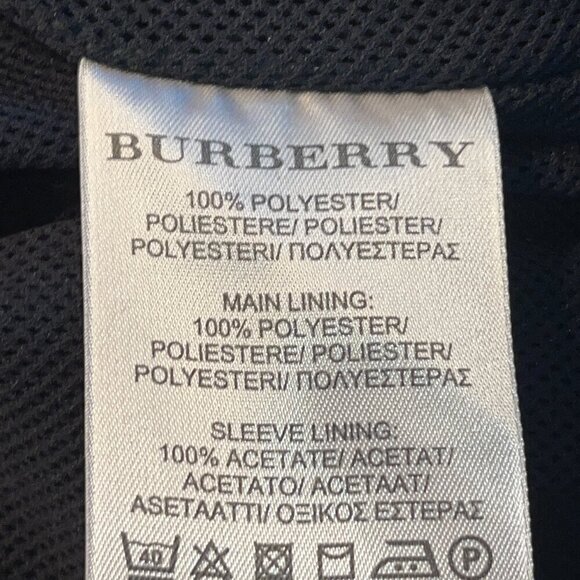 BURBERRY
100% POLYESTER/
POLIESTERE/ POLIESTER/
POLYESTERI/ ΠΟΛΥΕΣΤΕΡΑΣ
MAIN LINING:
100% POLYESTER/
POLIESTERE/ POLIESTER/
POLYESTERI/ ΠΟΛΥΕΣΤΕΡΑΣ
SLEEVE LINING:
100% ACETATE/ ACETAT/
ACETATO/ ACETAAT/
ASETAATTI/ ΟΞΙΚΟΣ ΕΣΤΕΡΑΣ
40 P